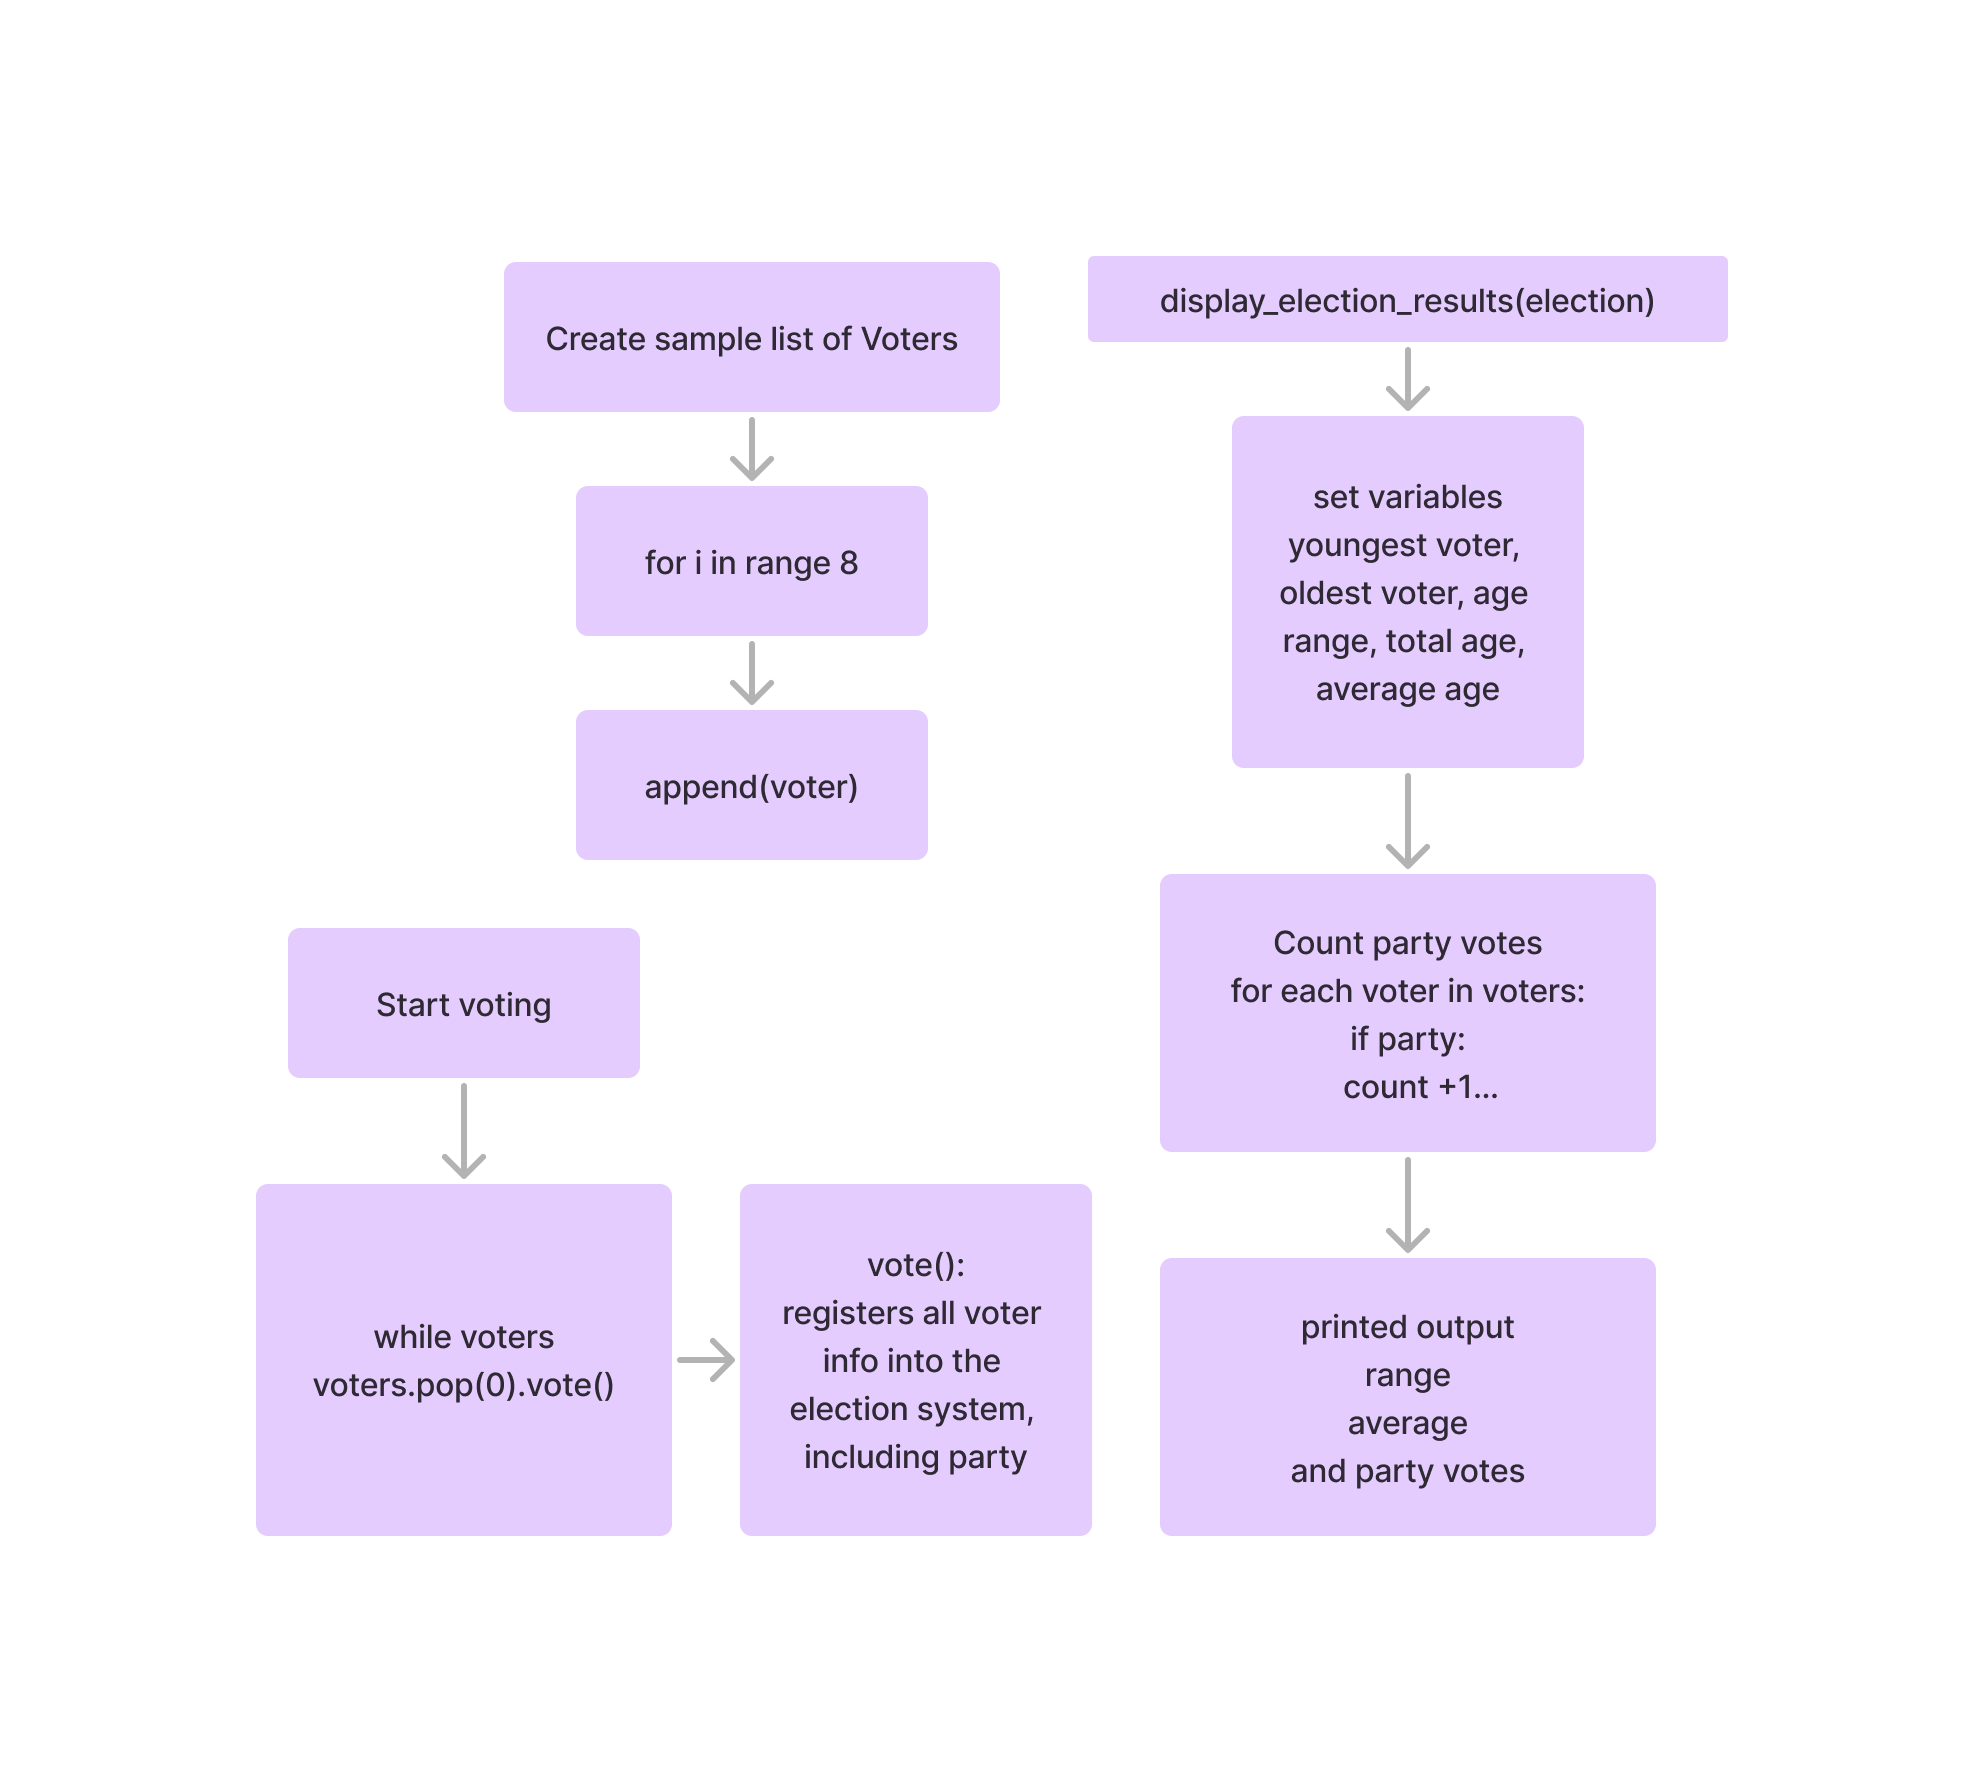 Create sample list of Voters
for i in range 8
append(voter)
Start voting
while voters
voters.pop(0).vote()
vote():
registers all voter
info into the
election system,
including party
display_election_results(election)
set variables
youngest voter,
oldest voter, age
range, total age,
average age
Count party votes
for each voter in voters:
if party:
count +1...
printed output
range
average
and party votes